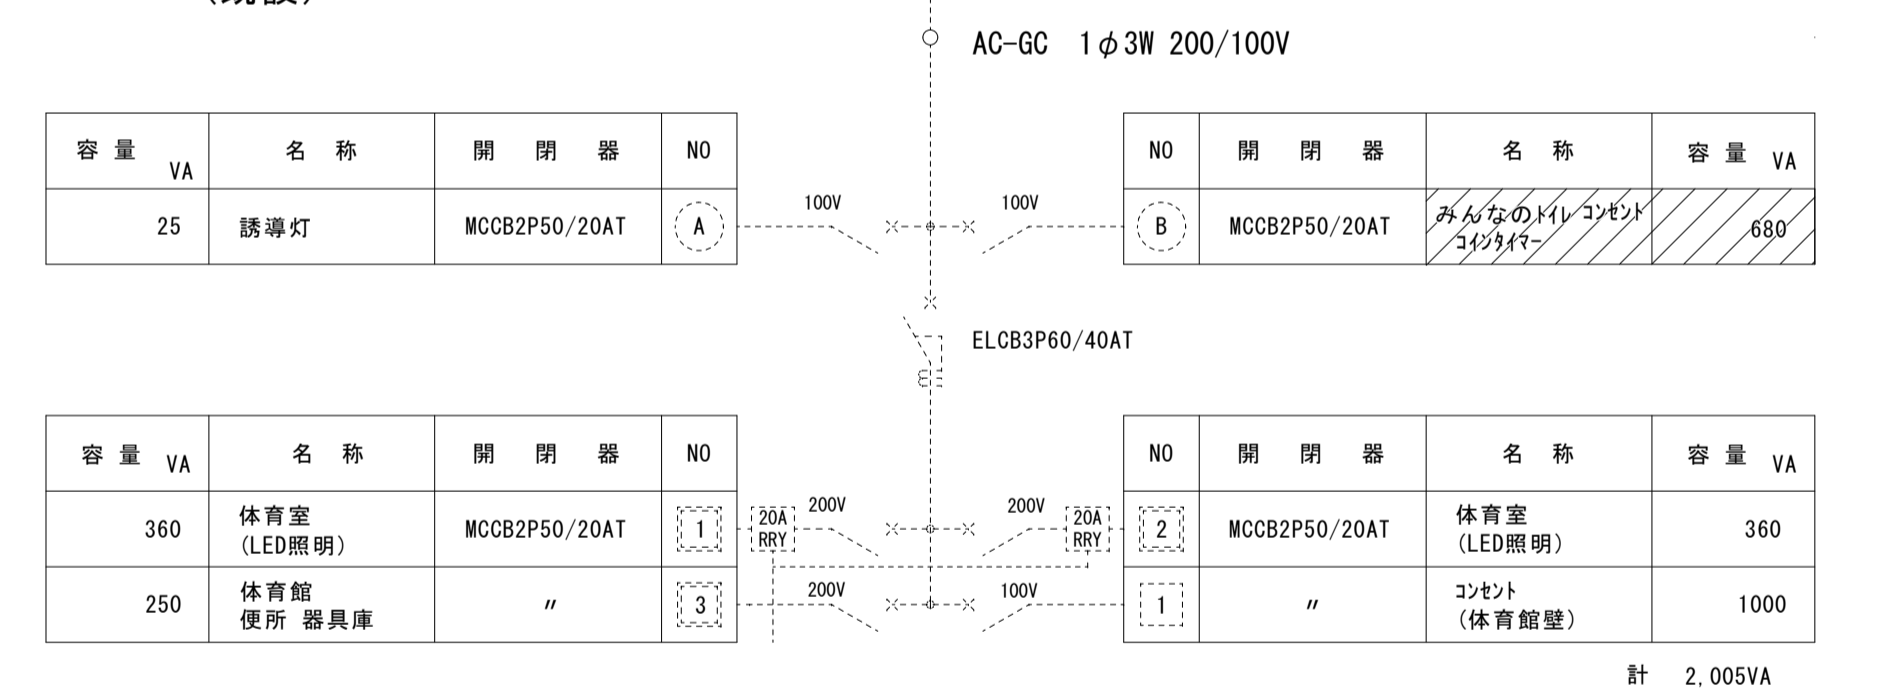 AC-GC 1φ3W 200/100V
容量 VA 名称 開閉器 NO
25 誘導灯 MCCB2P50/20AT A
100V 100V
NO 開閉器 名称 容量 VA
B MCCB2P50/20AT みんなのトイレ コンセント
コインタイマー 680
ELCB3P60/40AT
容量 VA 名称 開閉器 NO
360 体育室
(LED照明) MCCB2P50/20AT 1
20A
RRY
200V
250 体育館
便所 器具庫 〃 3
200V
NO 開閉器 名称 容量 VA
200V
20A
RRY
2 MCCB2P50/20AT 体育室
(LED照明) 360
100V
1 〃 コンセント
(体育館壁) 1000
計 2,005VA